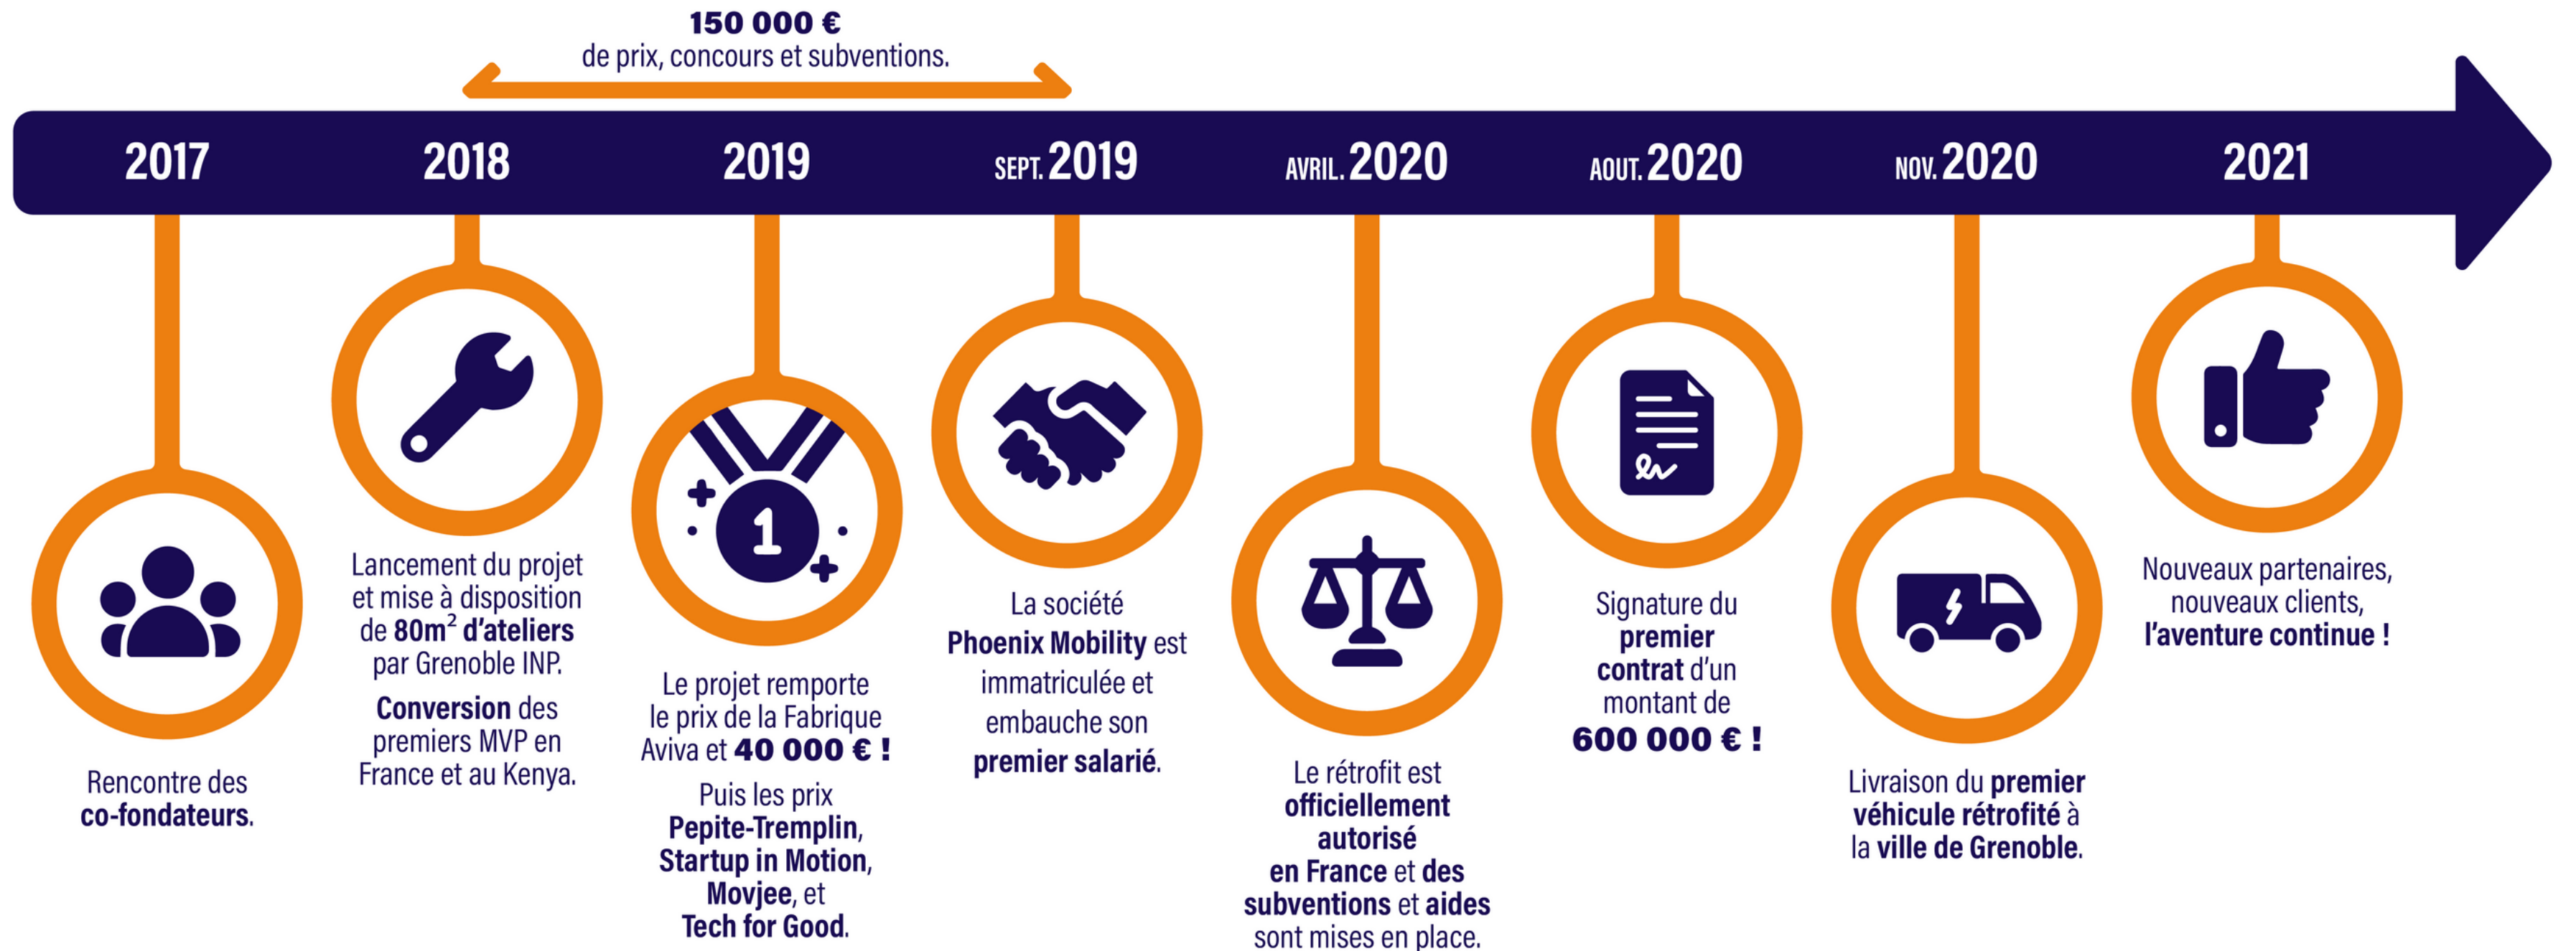 150 000 €
de prix, concours et subventions.
2017
2018
2019
SEPT. 2019
AVRIL. 2020
AOUT. 2020
NOV. 2020
2021
Rencontre des
co-fondateurs.
Lancement du projet
et mise à disposition
de 80m² d'ateliers
par Grenoble INP.
Conversion des
premiers MVP en
France et au Kenya.
1
Le projet remporte
le prix de la Fabrique
Aviva et 40 000 € !
Puis les prix
Pepite-Tremplin,
Startup in Motion,
Movjee, et
Tech for Good.
La société
Phoenix Mobility est
immatriculée et
embauche son
premier salarié.
Le rétrofit est
officiellement
autorisé
en France et des
subventions et aides
sont mises en place.
Signature du
premier
contrat d'un
montant de
600 000 € !
Livraison du premier
véhicule rétrofité à
la ville de Grenoble.
Nouveaux partenaires,
nouveaux clients,
l'aventure continue !